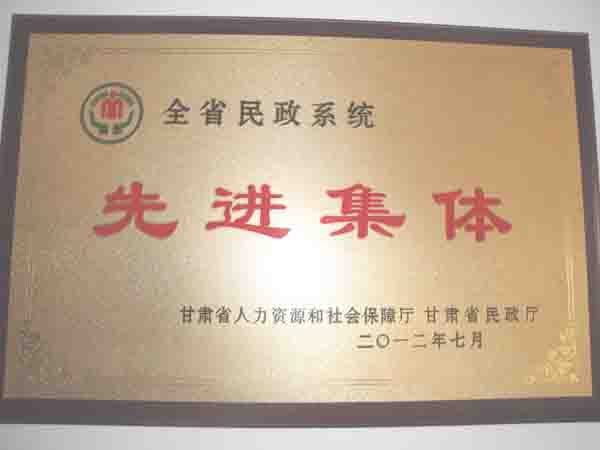 全省民政系统
先进集体
甘肃省人力资源和社会保障厅 甘肃省民政厅
二〇一二年七月